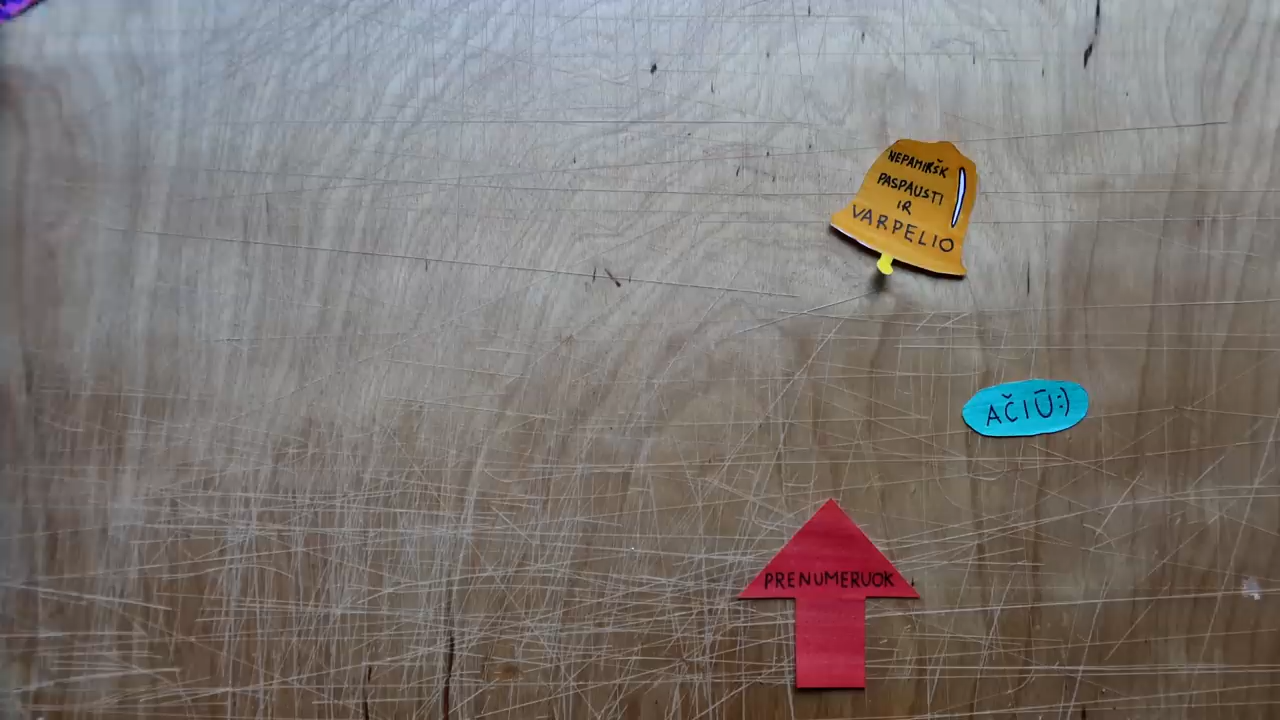 NEPAMIRŠK
PASPAUSTI
IR
VARPELIO
AČIŪ:)
PRENUMERUOK